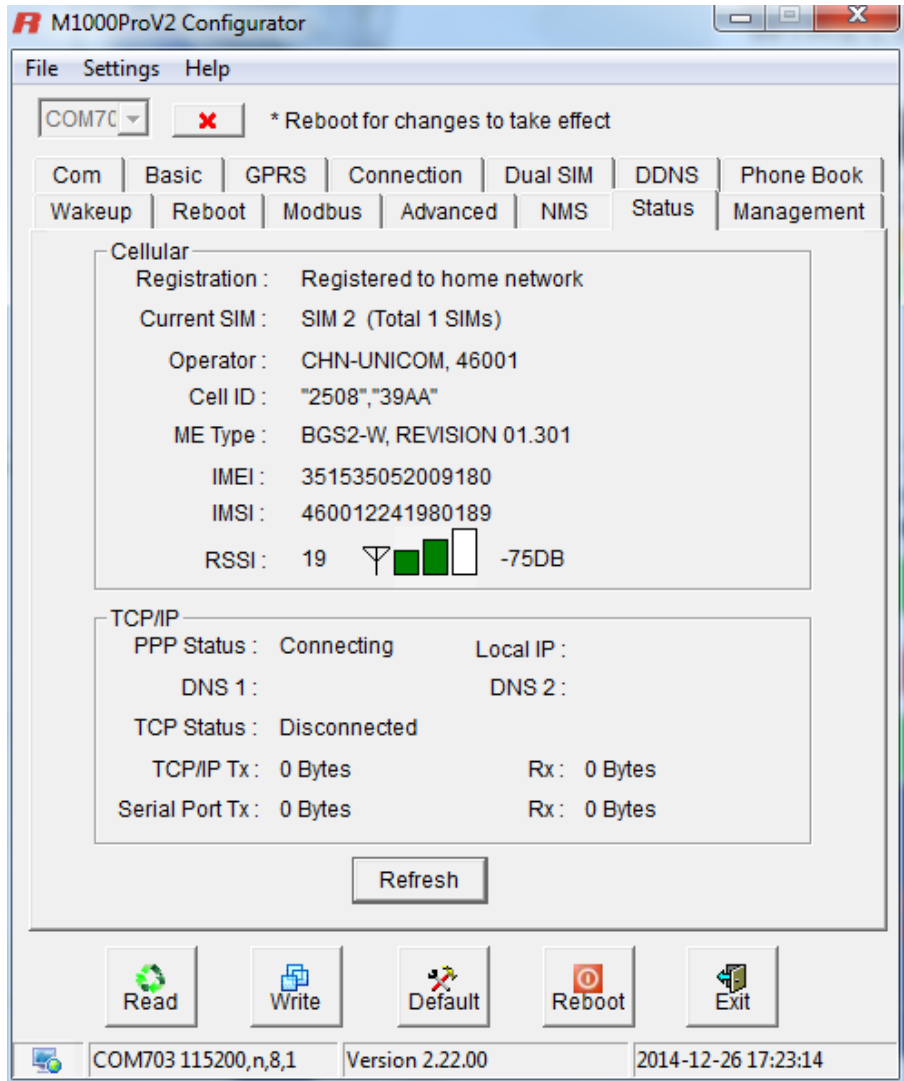 M1000ProV2 Configurator
File Settings Help
COM70 * Reboot for changes to take effect
Com Basic GPRS Connection Dual SIM DDNS Phone Book
Wakeup Reboot Modbus Advanced NMS Status Management
Cellular
Registration : Registered to home network
Current SIM : SIM 2 (Total 1 SIMs)
Operator : CHN-UNICOM, 46001
Cell ID : "2508","39AA"
ME Type : BGS2-W, REVISION 01.301
IMEI : 351535052009180
IMSI : 460012241980189
RSSI : 19 -75DB
TCP/IP
PPP Status : Connecting Local IP :
DNS 1 : DNS 2 :
TCP Status : Disconnected
TCP/IP Tx : 0 Bytes Rx : 0 Bytes
Serial Port Tx : 0 Bytes Rx : 0 Bytes
Refresh
Read Write Default Reboot Exit
COM703 115200,n,8,1 Version 2.22.00 2014-12-26 17:23:14